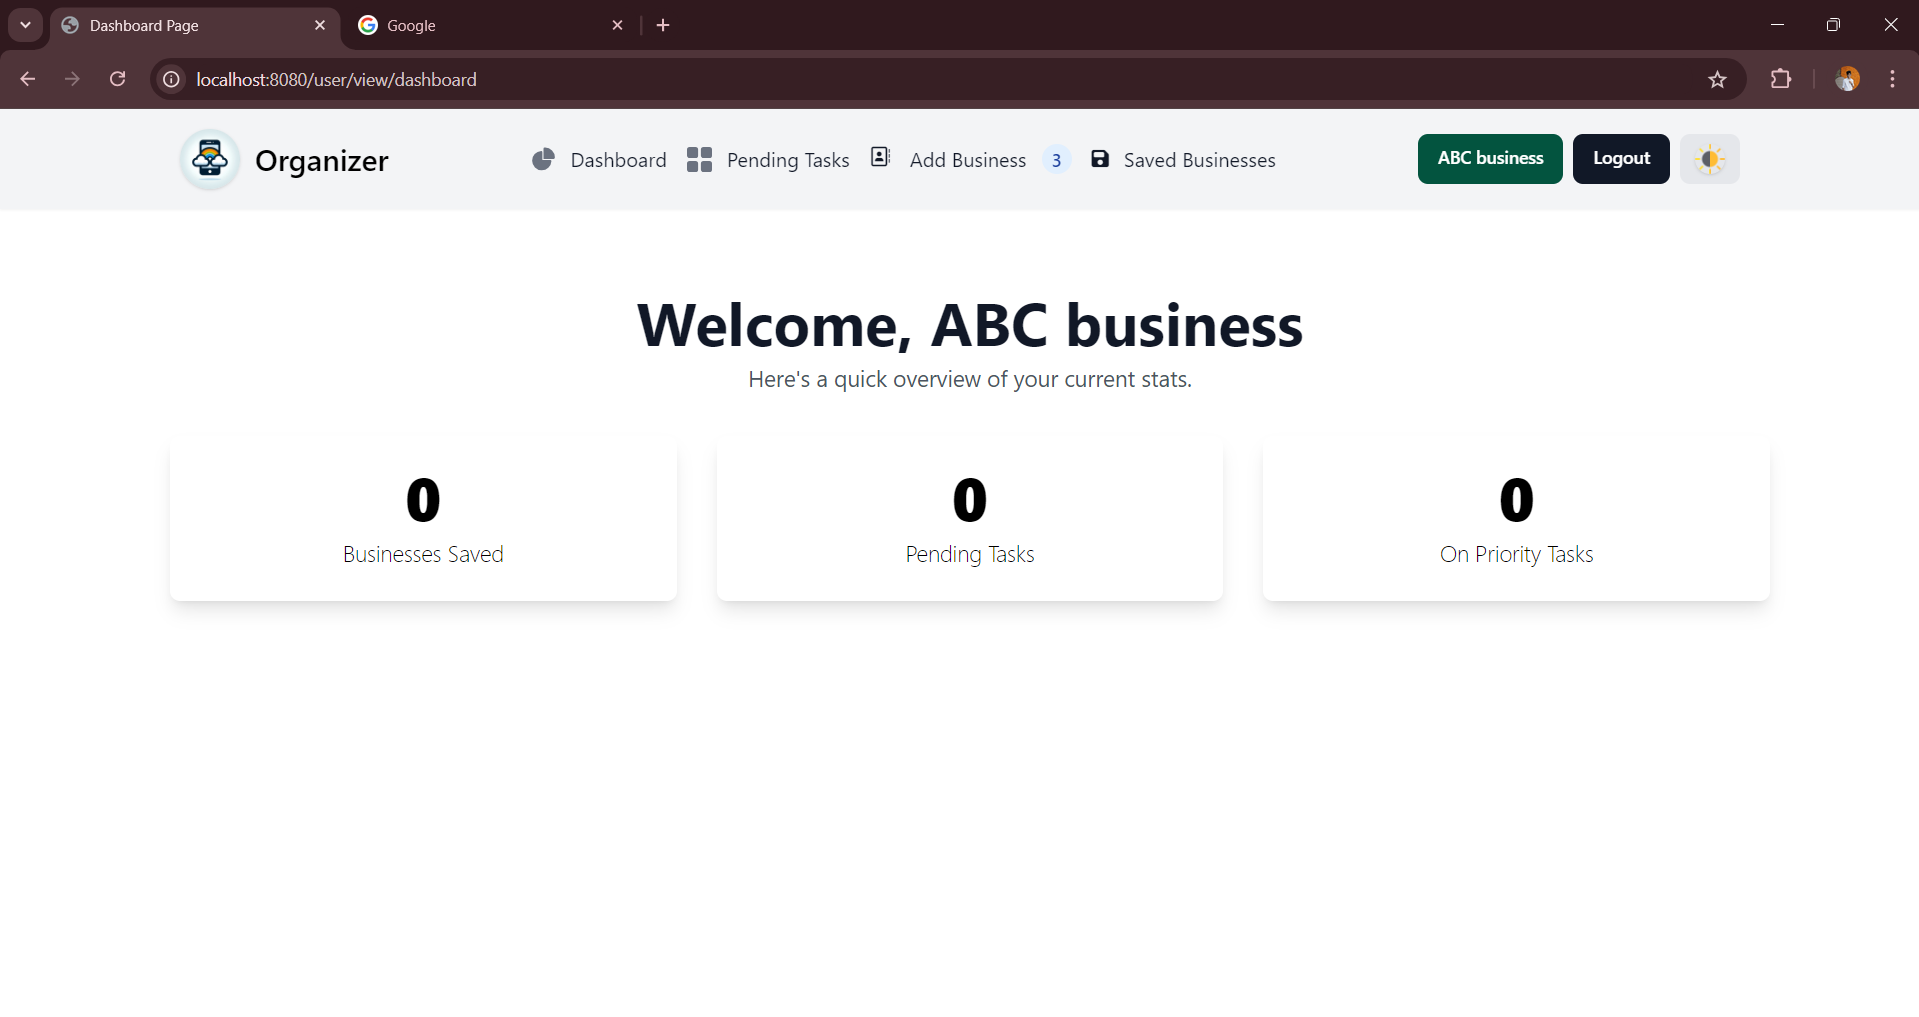 Dashboard Page
Google
localhost:8080/user/view/dashboard
Organizer
Dashboard
Pending Tasks
Add Business
3
Saved Businesses
ABC business
Logout
Welcome, ABC business
Here's a quick overview of your current stats.
0
Businesses Saved
0
Pending Tasks
0
On Priority Tasks